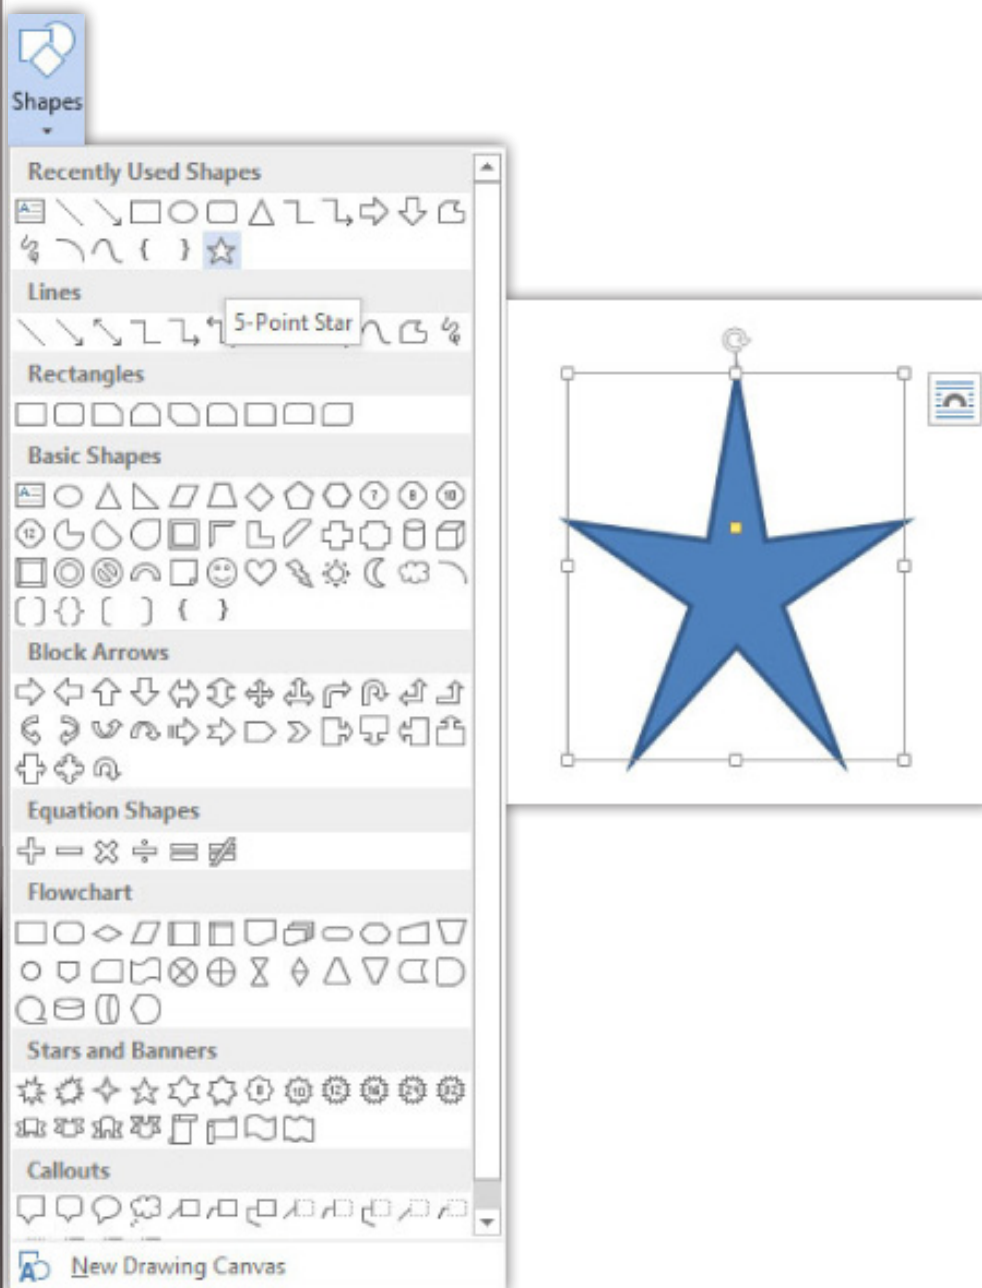 Shapes
Recently Used Shapes
Lines
5-Point Star
Rectangles
Basic Shapes
Block Arrows
Equation Shapes
Flowchart
Stars and Banners
Callouts
New Drawing Canvas